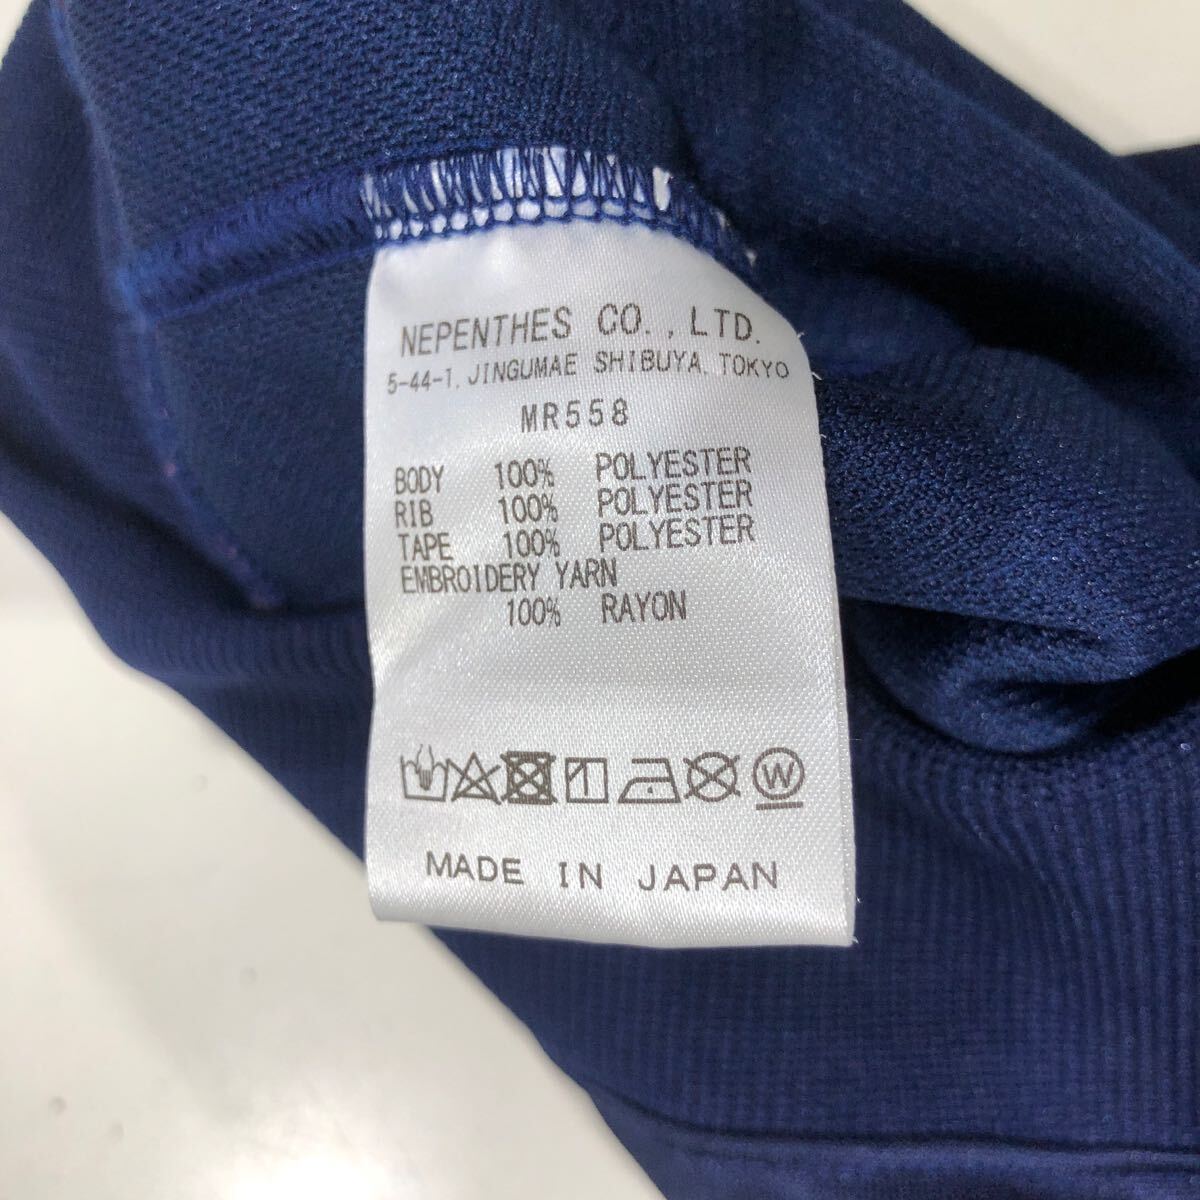 NEPENTHES CO., LTD.
5-44-1, JINGUMAE SHIBUYA, TOKYO
MR558
BODY 100% POLYESTER
RIB 100% POLYESTER
TAPE 100% POLYESTER
EMBROIDERY YARN
100% RAYON
W
MADE IN JAPAN